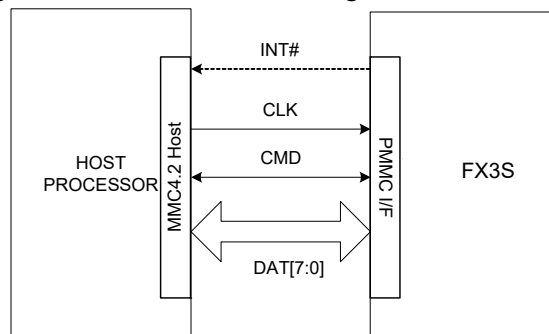 INT#
CLK
CMD
DAT[7:0]
HOST
PROCESSOR
MMC4.2 Host
PMMC I/F
FX3S